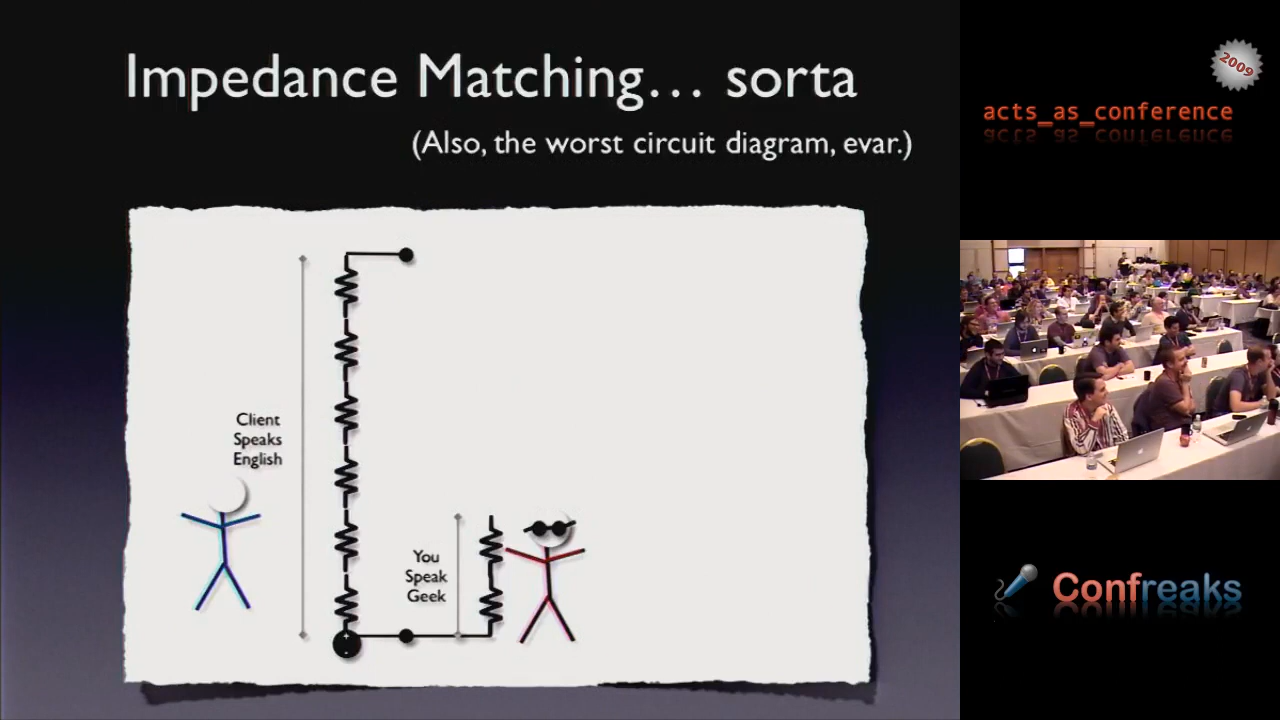 Impedance Matching... sorta
(Also, the worst circuit diagram, evar.)
Client
Speaks
English
You
Speak
Geek
2009
acts_as_conference
Confreaks